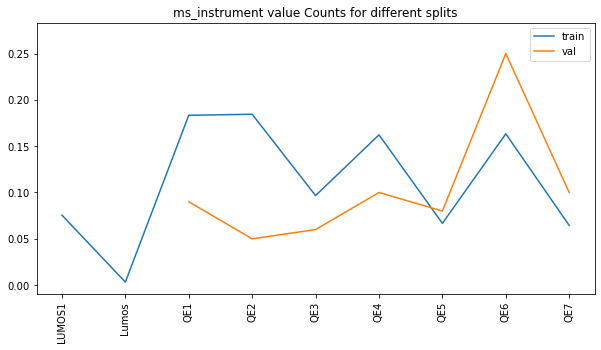 ms_instrument value Counts for different splits
train
val
0.25
0.20
0.15
0.10
0.05
0.00
LUMOS1
Lumos
QE1
QE2
QE3
QE4
QE5
QE6
QE7